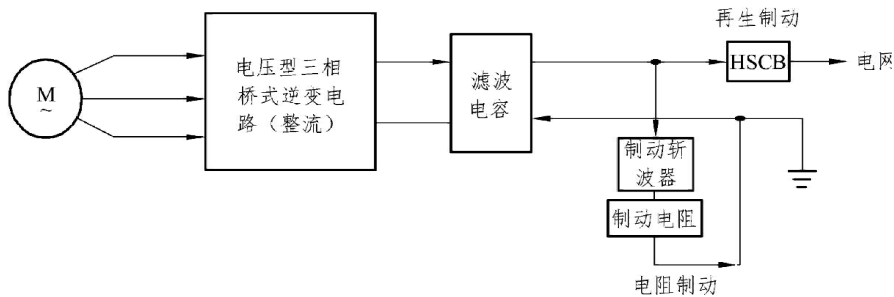 再生制动
电压型三相
桥式逆变电
路（整流）
M
~
滤波
电容
HSCB
电网
制动斩
波器
制动电阻
电阻制动